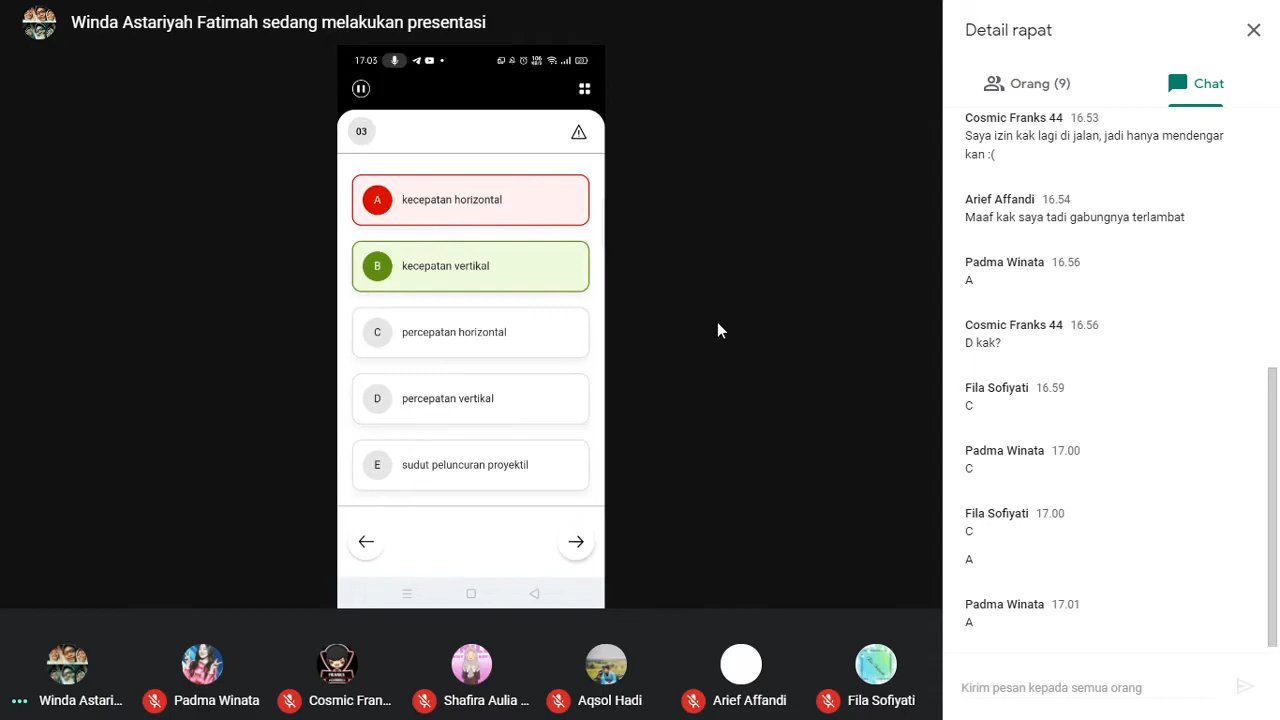 Winda Astariyah Fatimah sedang melakukan presentasi
17.03
03
A kecepatan horizontal
B kecepatan vertikal
C percepatan horizontal
D percepatan vertikal
E sudut peluncuran proyektil
Winda Astari...
Padma Winata
Cosmic Fran...
Shafira Aulia ...
Aqsol Hadi
Arief Affandi
Fila Sofiyati
Detail rapat
Orang (9)
Chat
Cosmic Franks 44 16.53
Saya izin kak lagi di jalan, jadi hanya mendengar
kan :(
Arief Affandi 16.54
Maaf kak saya tadi gabungnya terlambat
Padma Winata 16.56
A
Cosmic Franks 44 16.56
D kak?
Fila Sofiyati 16.59
C
Padma Winata 17.00
C
Fila Sofiyati 17.00
C
A
Padma Winata 17.01
A
Kirim pesan kepada semua orang